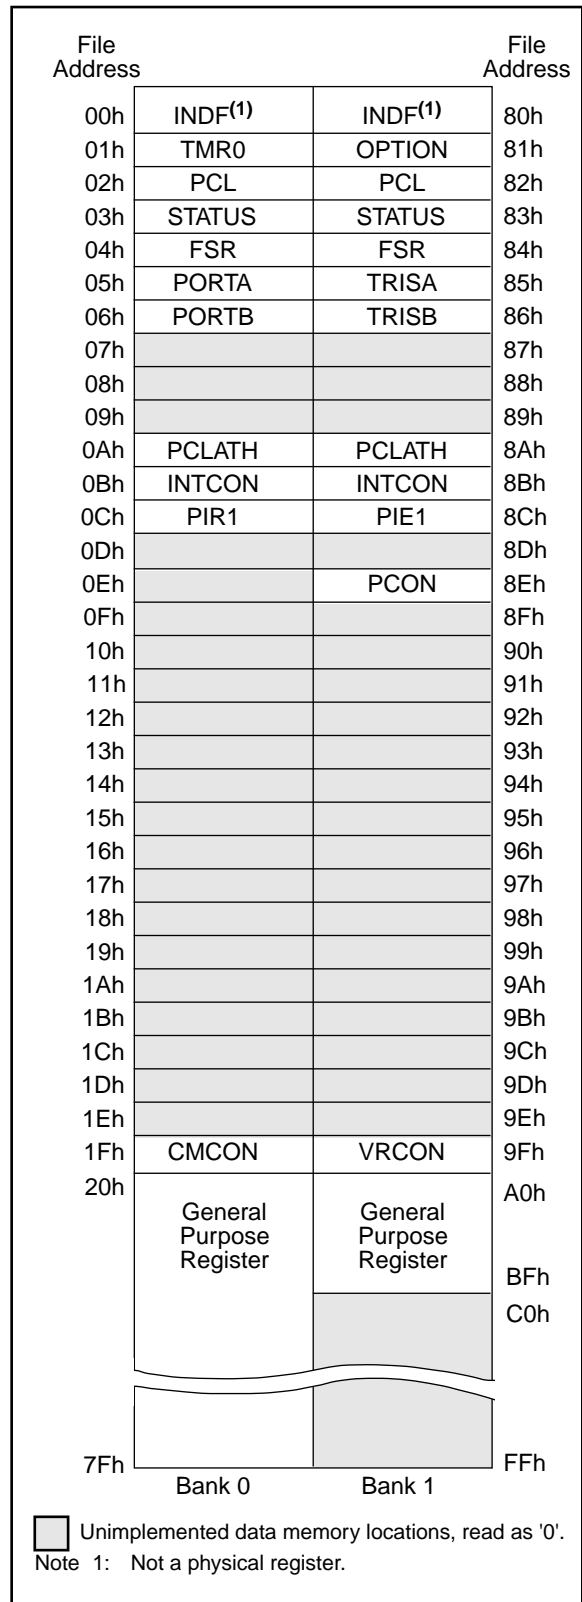 File Address File Address
00h INDF(1) INDF(1) 80h
01h TMR0 OPTION 81h
02h PCL PCL 82h
03h STATUS STATUS 83h
04h FSR FSR 84h
05h PORTA TRISA 85h
06h PORTB TRISB 86h
07h 87h
08h 88h
09h 89h
0Ah PCLATH PCLATH 8Ah
0Bh INTCON INTCON 8Bh
0Ch PIR1 PIE1 8Ch
0Dh 8Dh
0Eh PCON 8Eh
0Fh 8Fh
10h 90h
11h 91h
12h 92h
13h 93h
14h 94h
15h 95h
16h 96h
17h 97h
18h 98h
19h 99h
1Ah 9Ah
1Bh 9Bh
1Ch 9Ch
1Dh 9Dh
1Eh 9Eh
1Fh CMCON VRCON 9Fh
20h A0h
General General
Purpose Purpose
Register Register
BFh
C0h
7Fh FFh
Bank 0 Bank 1
Unimplemented data memory locations, read as '0'.
Note 1: Not a physical register.